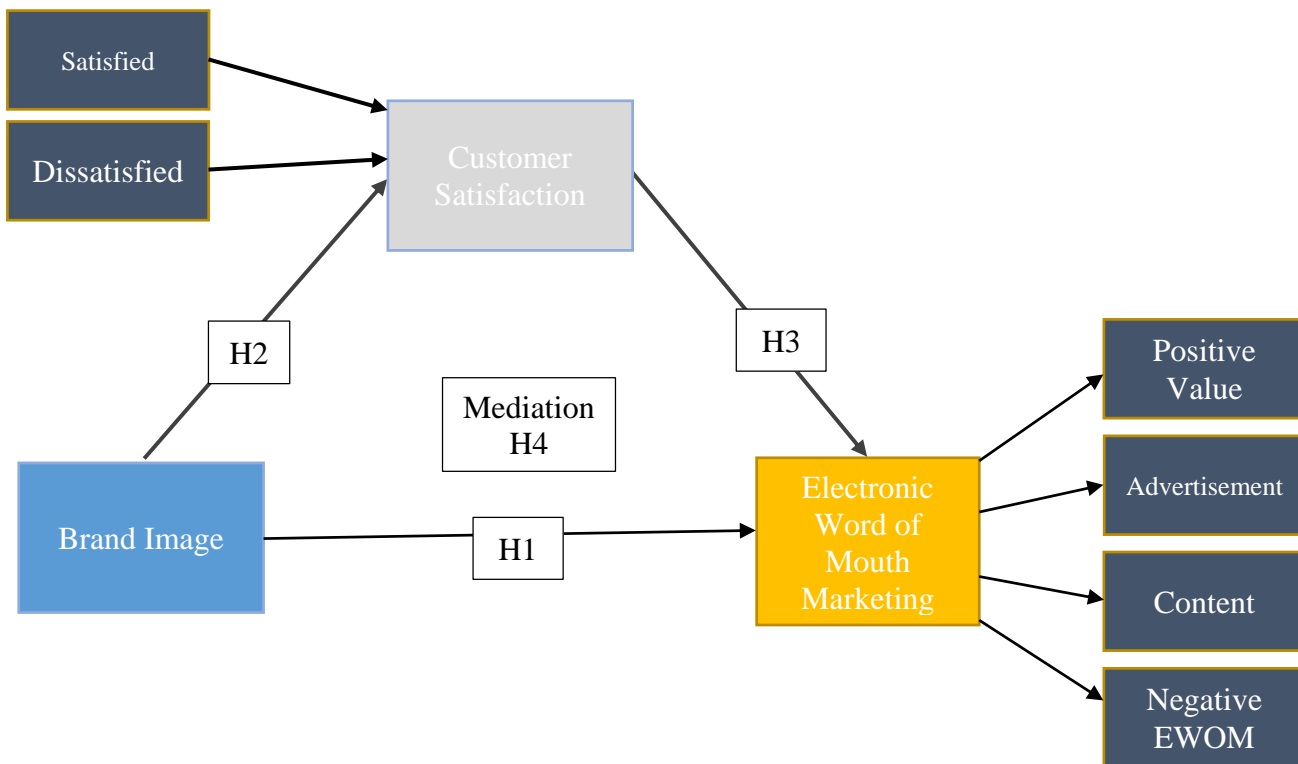 Satisfied
Dissatisfied
Customer
Satisfaction
H2
H3
Mediation
H4
Brand Image
H1
Electronic
Word of
Mouth
Marketing
Positive
Value
Advertisement
Content
Negative
EWOM